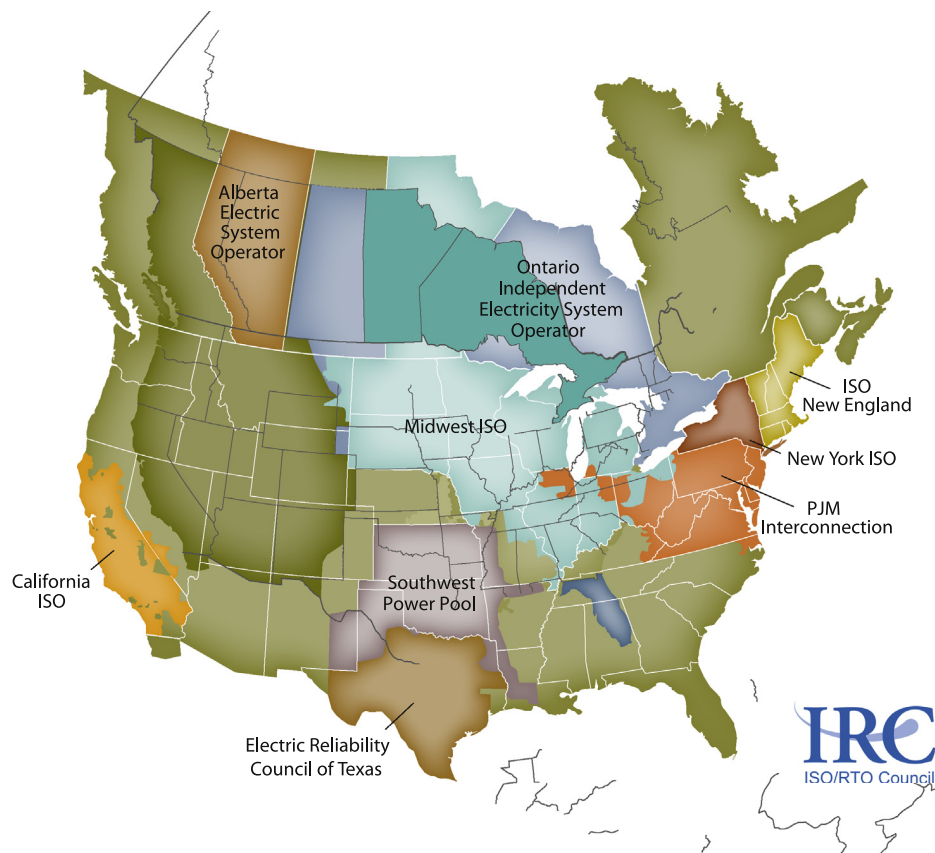 Alberta
Electric
System
Operator
Ontario
Independent
Electricity System
Operator
ISO
New England
Midwest ISO
New York ISO
PJM
Interconnection
California
ISO
Southwest
Power Pool
Electric Reliability
Council of Texas
IRC
ISO/RTO Council